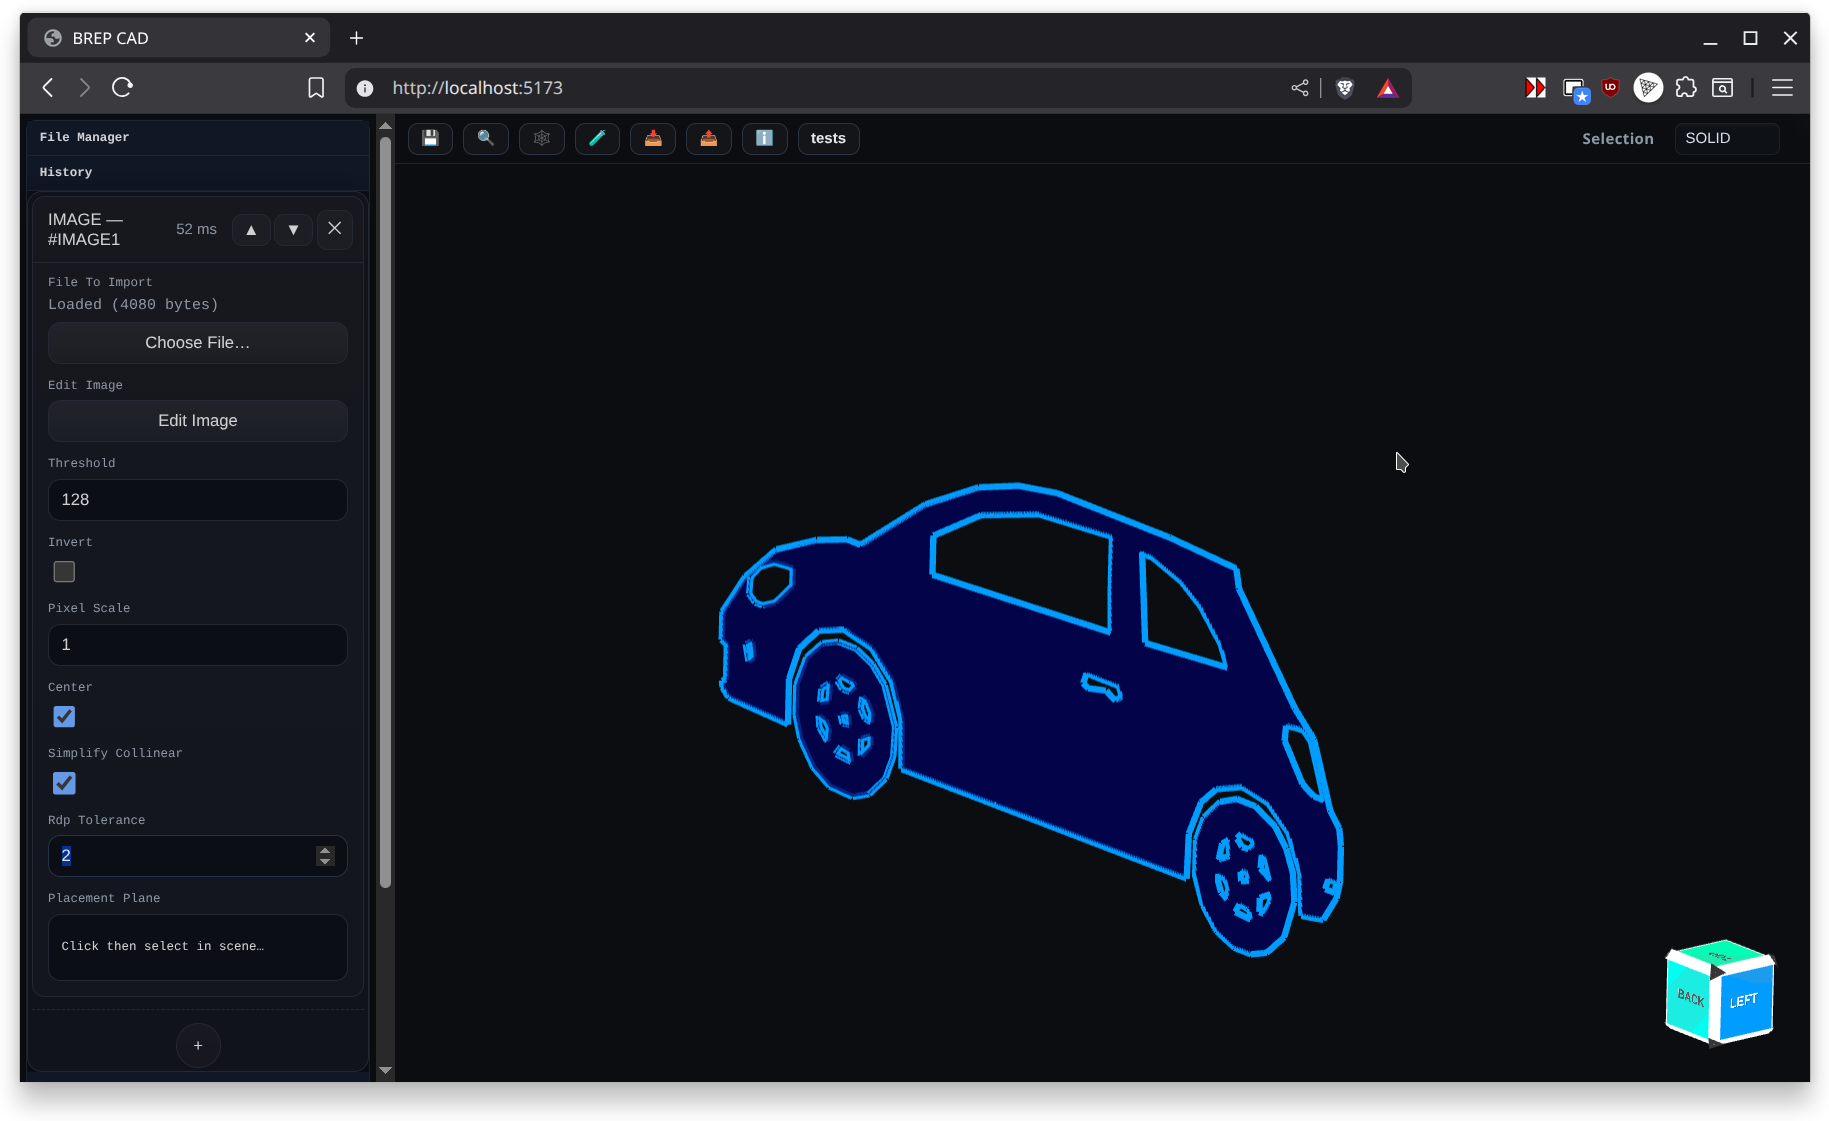 BREP CAD
http://localhost:5173
File Manager
History
IMAGE —
#IMAGE1
52 ms
File To Import
Loaded (4080 bytes)
Choose File…
Edit Image
Edit Image
Threshold
128
Invert
Pixel Scale
1
Center
Simplify Collinear
Rdp Tolerance
2
Placement Plane
Click then select in scene…
+
tests
Selection
SOLID
BACK
LEFT